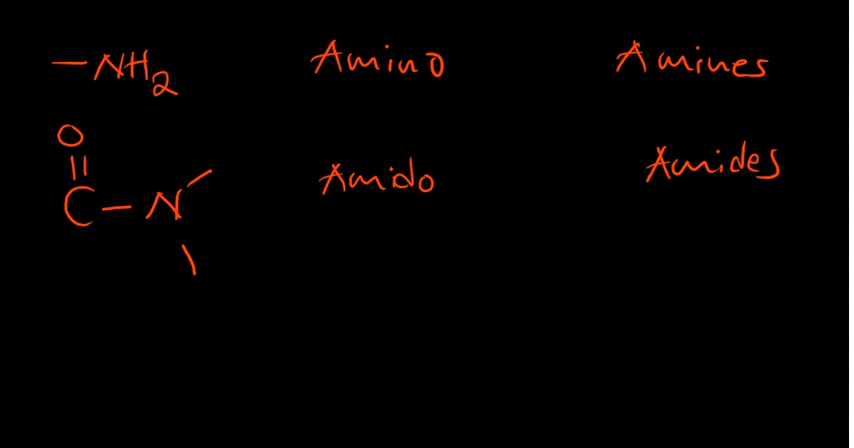 —NH₂ Amino Amines
O
||
C—N Amido Amides